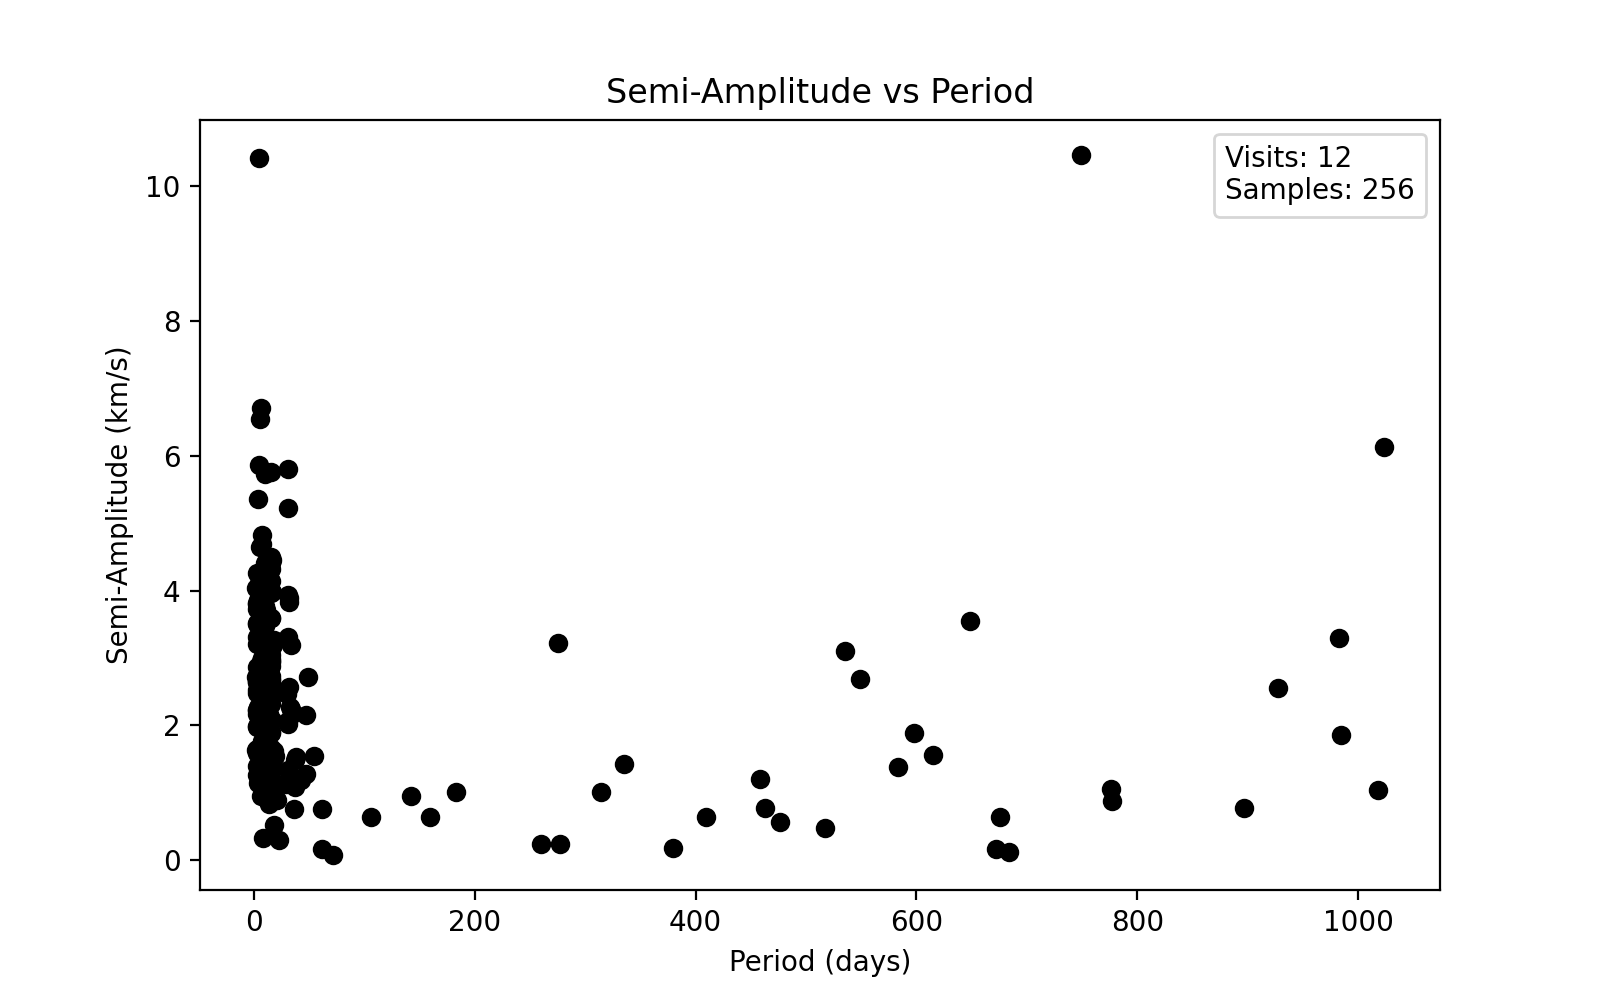 Semi-Amplitude vs Period
Visits: 12
Samples: 256
Semi-Amplitude (km/s)
10
8
6
4
2
0
0 200 400 600 800 1000
Period (days)